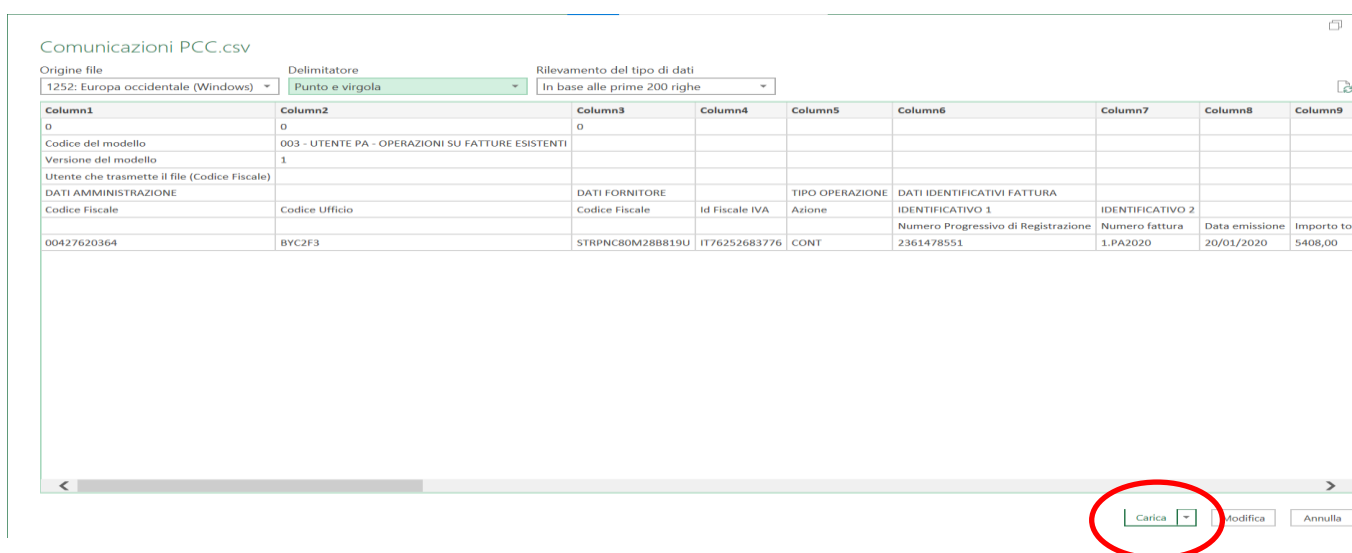 Comunicazioni PCC.csv
Origine file Delimitatore Rilevamento del tipo di dati
1252: Europa occidentale (Windows) Punto e virgola In base alle prime 200 righe
Column1 Column2 Column3 Column4 Column5 Column6 Column7 Column8 Column9
0 0 0
Codice del modello 003 - UTENTE PA - OPERAZIONI SU FATTURE ESISTENTI
Versione del modello 1
Utente che trasmette il file (Codice Fiscale)
DATI AMMINISTRAZIONE DATI FORNITORE TIPO OPERAZIONE DATI IDENTIFICATIVI FATTURA
Codice Fiscale Codice Ufficio Codice Fiscale Id Fiscale IVA Azione IDENTIFICATIVO 1 IDENTIFICATIVO 2
Numero Progressivo di Registrazione Numero fattura Data emissione Importo to
00427620364 BYC2F3 STRPNC80M28B819U IT76252683776 CONT 2361478551 1.PA2020 20/01/2020 5408,00
Carica Modifica Annulla